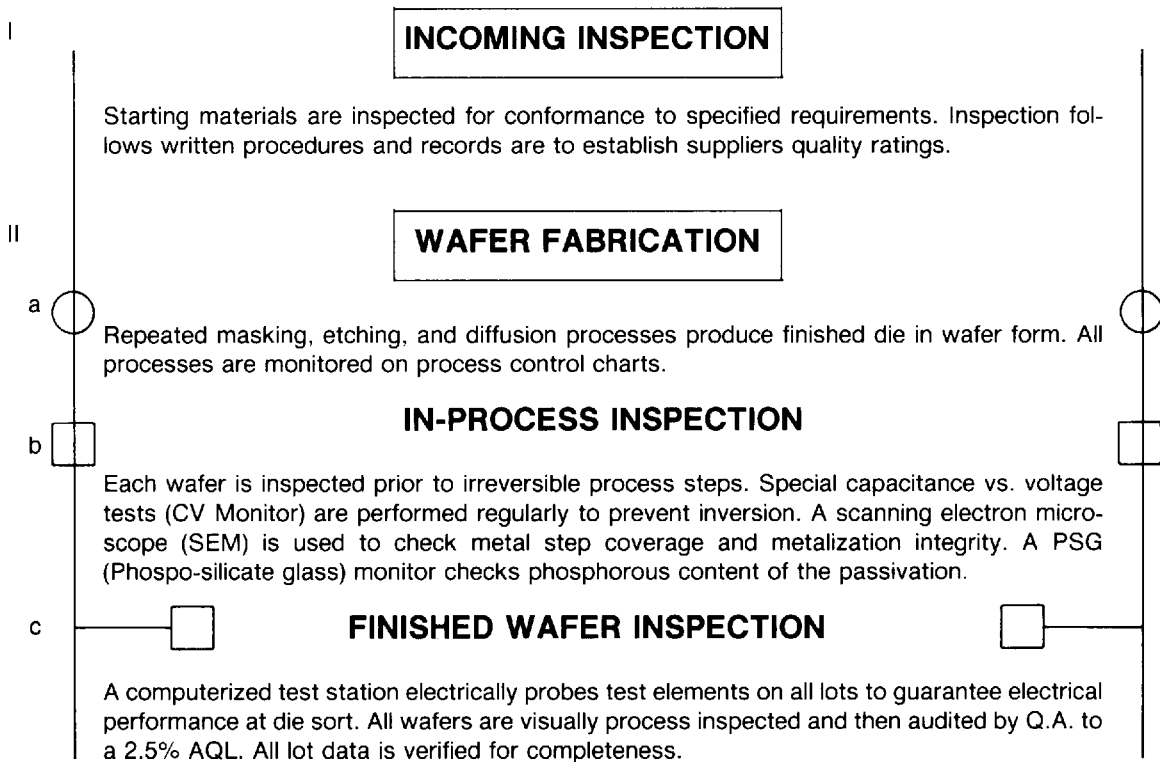 I
INCOMING INSPECTION
Starting materials are inspected for conformance to specified requirements. Inspection fol-
lows written procedures and records are to establish suppliers quality ratings.
II
WAFER FABRICATION
a
Repeated masking, etching, and diffusion processes produce finished die in wafer form. All
processes are monitored on process control charts.
IN-PROCESS INSPECTION
b
Each wafer is inspected prior to irreversible process steps. Special capacitance vs. voltage
tests (CV Monitor) are performed regularly to prevent inversion. A scanning electron micro-
scope (SEM) is used to check metal step coverage and metalization integrity. A PSG
(Phospo-silicate glass) monitor checks phosphorous content of the passivation.
c
FINISHED WAFER INSPECTION
A computerized test station electrically probes test elements on all lots to guarantee electrical
performance at die sort. All wafers are visually process inspected and then audited by Q.A. to
a 2.5% AQL. All lot data is verified for completeness.